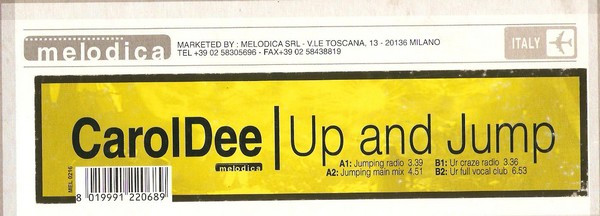 melodica
MARKETED BY : MELODICA SRL - V.LE TOSCANA, 13 - 20136 MILANO
TEL +39 02 58305696 - FAX+39 02 58438819
ITALY
CarolDee | Up and Jump
melodica
A1: Jumping radio 3.39 B1: Ur craze radio 3.36
A2: Jumping main mix 4.51 B2: Ur full vocal club 6.53
MEL 0216
8 019991 220689